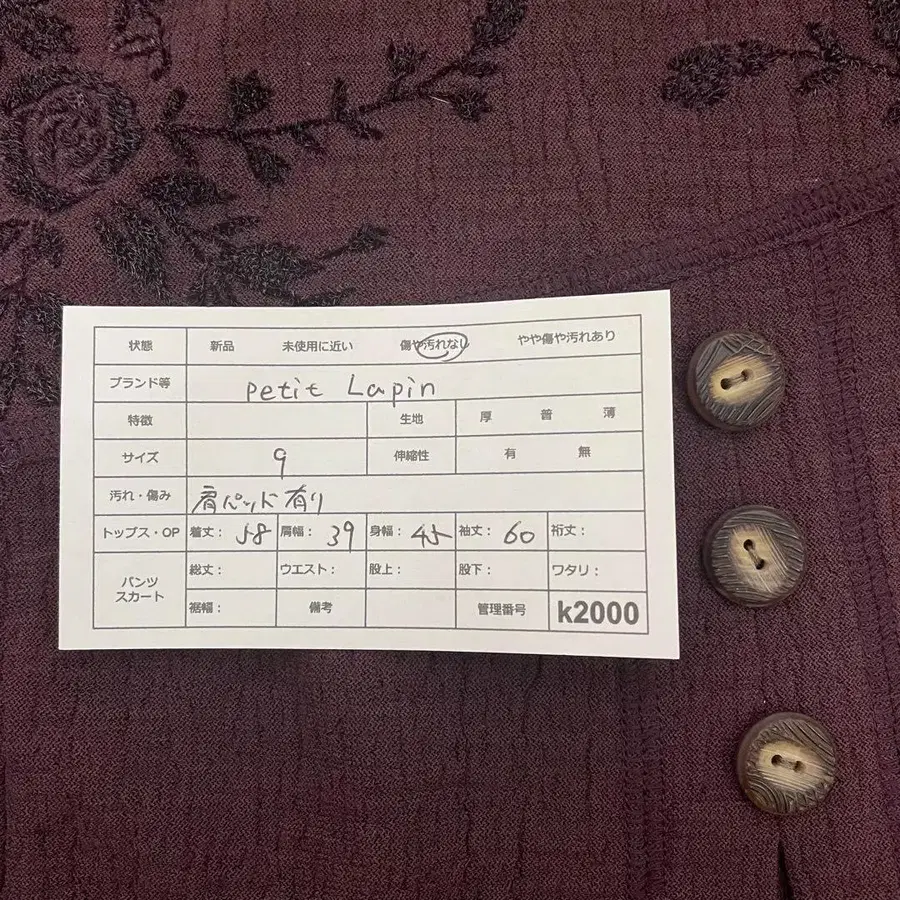 状態 新品 未使用に近い 傷や汚れなし やや傷や汚れあり
ブランド等 petit Lapin
特徴 生地 厚 普 薄
サイズ 9 伸縮性 有 無
汚れ・傷み 肩パット有り
トップス・OP 着丈: 58 肩幅: 39 身幅: 45 袖丈: 60 裄丈:
パンツ スカート 総丈: ウエスト: 股上: 股下: ワタリ:
裾幅: 備考 管理番号 k2000